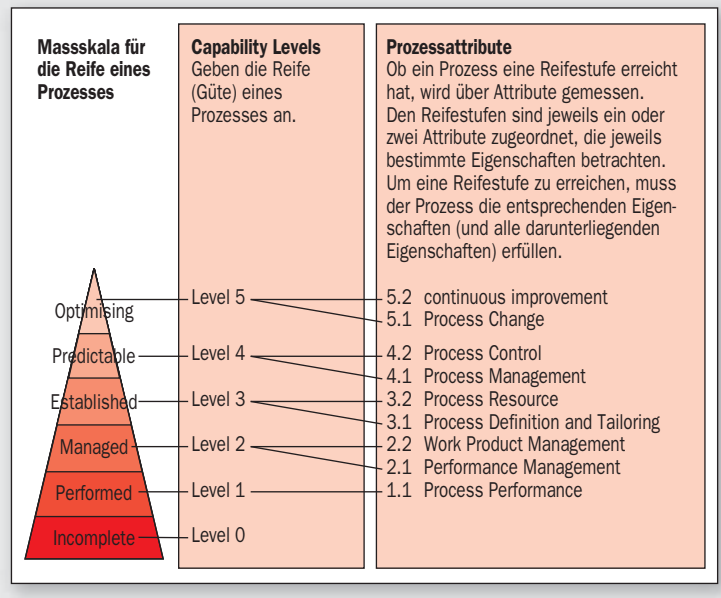 Massskala für
die Reife eines
Prozesses
Capability Levels
Geben die Reife
(Güte) eines
Prozesses an.
Prozessattribute
Ob ein Prozess eine Reifestufe erreicht
hat, wird über Attribute gemessen.
Den Reifestufen sind jeweils ein oder
zwei Attribute zugeordnet, die jeweils
bestimmte Eigenschaften betrachten.
Um eine Reifestufe zu erreichen, muss
der Prozess die entsprechenden Eigen-
schaften (und alle darunterliegenden
Eigenschaften) erfüllen.
Optimising
Predictable
Established
Managed
Performed
Incomplete
Level 5
Level 4
Level 3
Level 2
Level 1
Level 0
5.2 continuous improvement
5.1 Process Change
4.2 Process Control
4.1 Process Management
3.2 Process Resource
3.1 Process Definition and Tailoring
2.2 Work Product Management
2.1 Performance Management
1.1 Process Performance